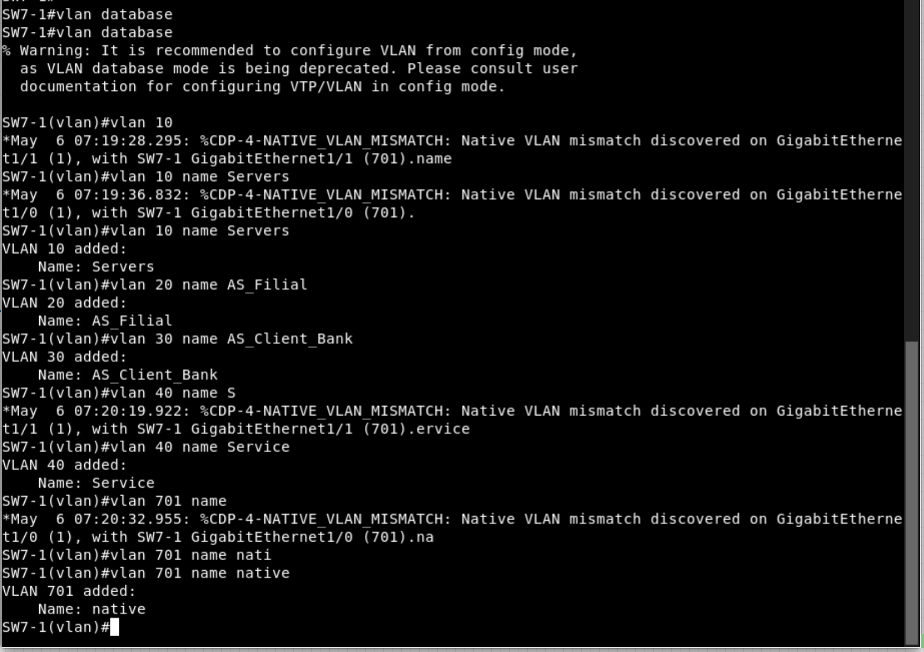 SW7-1#vlan database
SW7-1#vlan database
% Warning: It is recommended to configure VLAN from config mode,
  as VLAN database mode is being deprecated. Please consult user
  documentation for configuring VTP/VLAN in config mode.
SW7-1(vlan)#vlan 10
*May  6 07:19:28.295: %CDP-4-NATIVE_VLAN_MISMATCH: Native VLAN mismatch discovered on GigabitEtherne
t1/1 (1), with SW7-1 GigabitEthernet1/1 (701).name
SW7-1(vlan)#vlan 10 name Servers
*May  6 07:19:36.832: %CDP-4-NATIVE_VLAN_MISMATCH: Native VLAN mismatch discovered on GigabitEtherne
t1/0 (1), with SW7-1 GigabitEthernet1/0 (701).
SW7-1(vlan)#vlan 10 name Servers
VLAN 10 added:
    Name: Servers
SW7-1(vlan)#vlan 20 name AS_Filial
VLAN 20 added:
    Name: AS_Filial
SW7-1(vlan)#vlan 30 name AS_Client_Bank
VLAN 30 added:
    Name: AS_Client_Bank
SW7-1(vlan)#vlan 40 name S
*May  6 07:20:19.922: %CDP-4-NATIVE_VLAN_MISMATCH: Native VLAN mismatch discovered on GigabitEtherne
t1/1 (1), with SW7-1 GigabitEthernet1/1 (701).ervice
SW7-1(vlan)#vlan 40 name Service
VLAN 40 added:
    Name: Service
SW7-1(vlan)#vlan 701 name
*May  6 07:20:32.955: %CDP-4-NATIVE_VLAN_MISMATCH: Native VLAN mismatch discovered on GigabitEtherne
t1/0 (1), with SW7-1 GigabitEthernet1/0 (701).na
SW7-1(vlan)#vlan 701 name nati
SW7-1(vlan)#vlan 701 name native
VLAN 701 added:
    Name: native
SW7-1(vlan)#